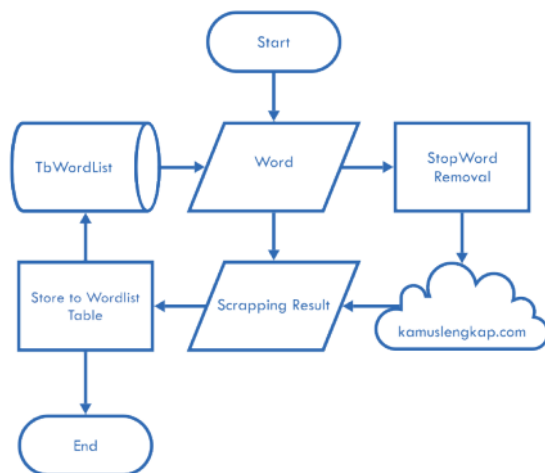 Start
TbWordList
Word
StopWord
Removal
Store to Wordlist
Table
Scrapping Result
kamuslengkap.com
End